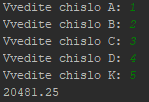 Vvedite chislo A: 1
Vvedite chislo B: 2
Vvedite chislo C: 3
Vvedite chislo D: 4
Vvedite chislo K: 5
20481.25